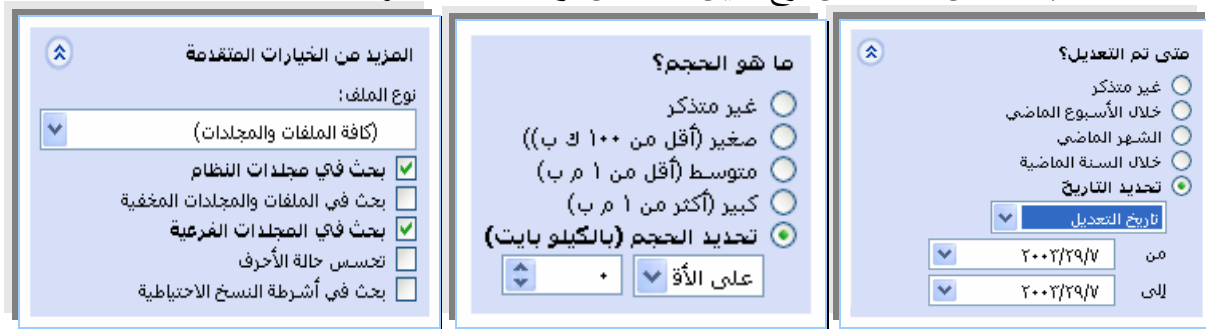 متى تم التعديل؟
غير متذكر
خلال الأسبوع الماضي
الشهر الماضي
خلال السنة الماضية
تحديد التاريخ
تاريخ التعديل
من ٢٠٠٣/٢٩/٧
إلى ٢٠٠٣/٢٩/٧
ما هو الحجم؟
غير متذكر
صغير (أقل من ١٠٠ ك ب))
متوسط (أقل من ١ م ب)
كبير (أكثر من ١ م ب)
تحديد الحجم (بالكيلو بايت)
على الأق ٠
المزيد من الخيارات المتقدمة
نوع الملف:
(كافة الملفات والمجلدات)
بحث في مجلدات النظام
بحث في الملفات والمجلدات المخفية
بحث في المجلدات الفرعية
تحسس حالة الأحرف
بحث في أشرطة النسخ الاحتياطية